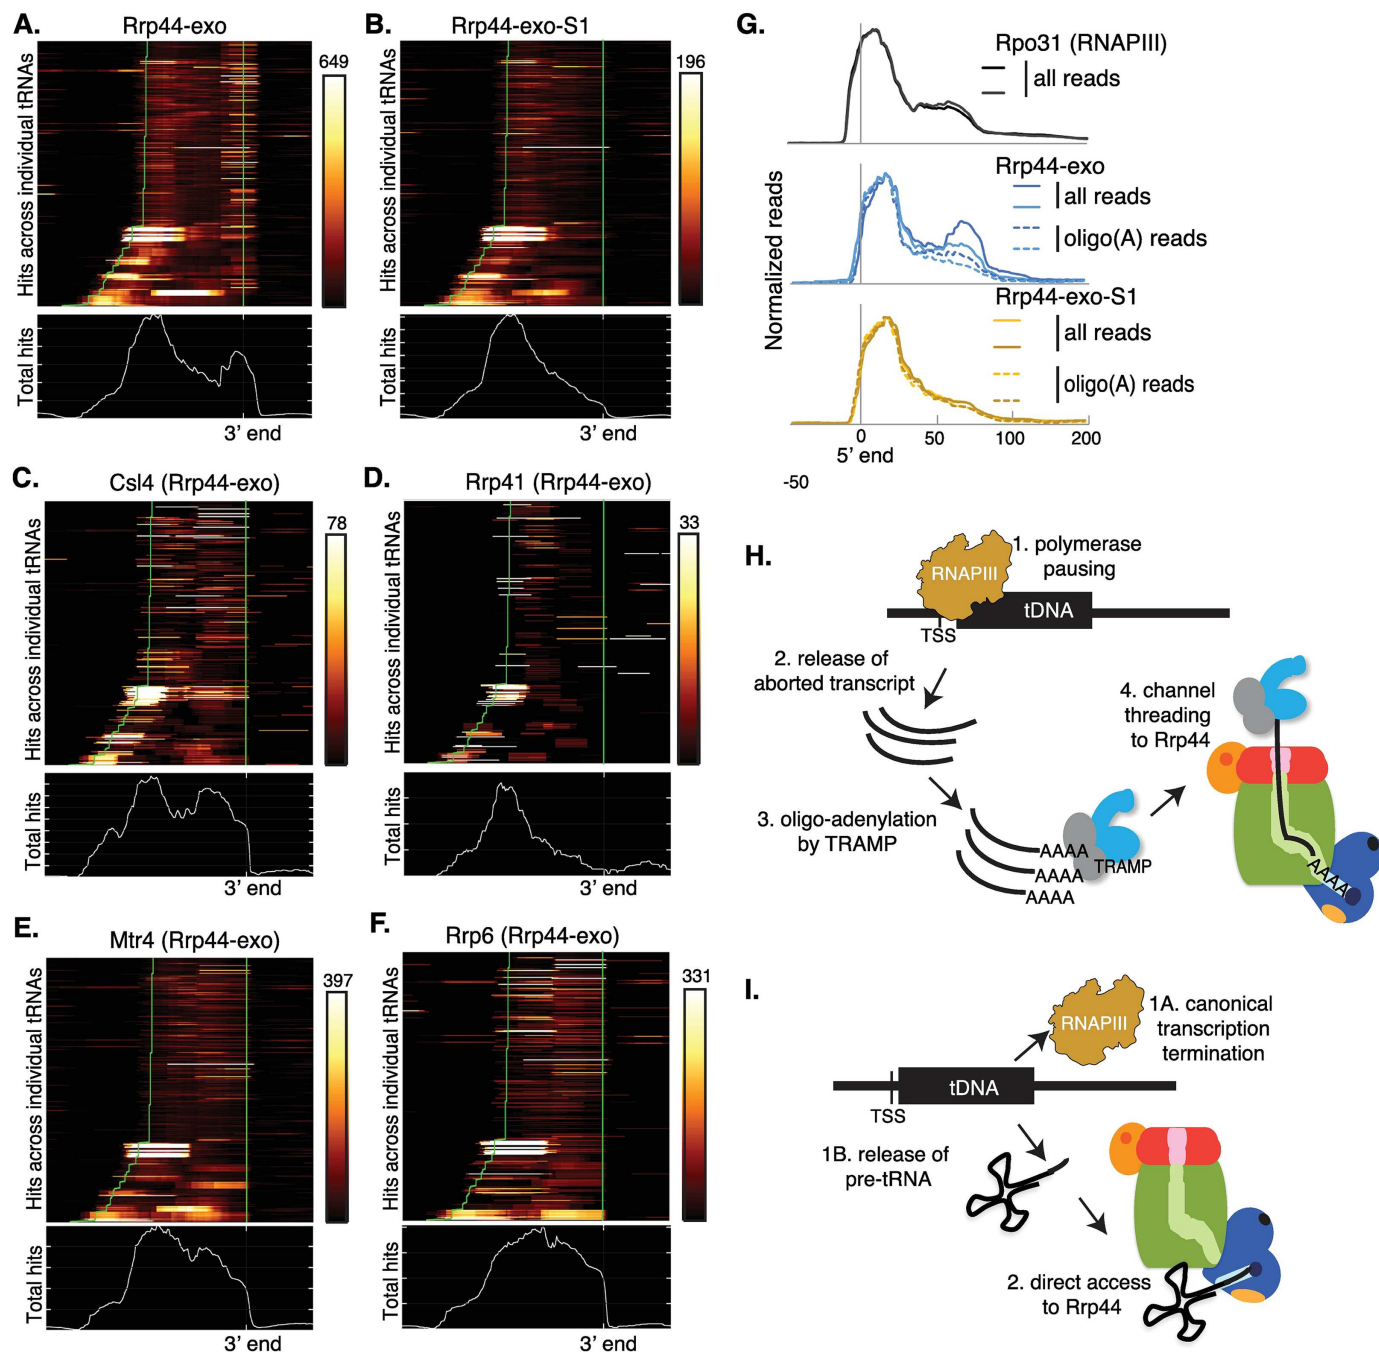 A.
Rrp44-exo
Hits across individual tRNAs
649
Total hits
3’ end
B.
Rrp44-exo-S1
Hits across individual tRNAs
196
Total hits
3’ end
C.
Csl4 (Rrp44-exo)
Hits across individual tRNAs
78
Total hits
3’ end
D.
Rrp41 (Rrp44-exo)
Hits across individual tRNAs
33
Total hits
3’ end
E.
Mtr4 (Rrp44-exo)
Hits across individual tRNAs
397
Total hits
3’ end
F.
Rrp6 (Rrp44-exo)
Hits across individual tRNAs
331
Total hits
3’ end
G.
Normalized reads
Rpo31 (RNAPIII)
all reads
Rrp44-exo
all reads
oligo(A) reads
Rrp44-exo-S1
all reads
oligo(A) reads
0 50 100 200
5’ end
-50
H.
RNAPIII
1. polymerase
pausing
tDNA
TSS
2. release of
aborted transcript
3. oligo-adenylation
by TRAMP
AAAA
AAAA
AAAA
TRAMP
4. channel
threading
to Rrp44
AAAA
I.
RNAPIII
1A. canonical
transcription
termination
tDNA
TSS
1B. release of
pre-tRNA
2. direct access
to Rrp44